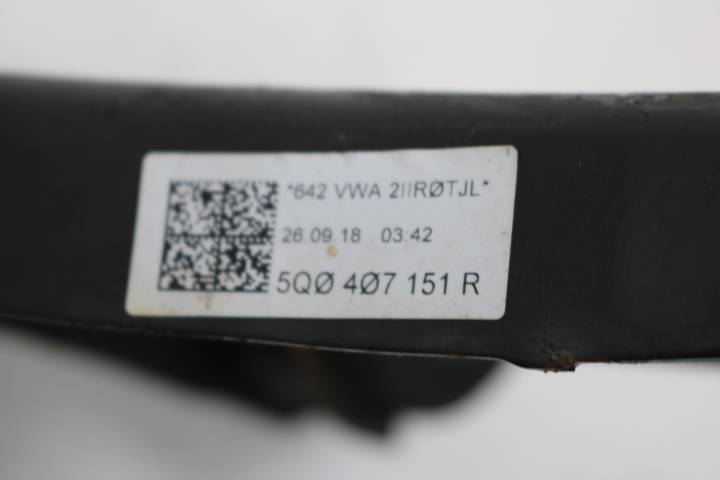 *642 VWA 2IIRØTJL*
26.09.18 03:42
5QØ 4Ø7 151 R